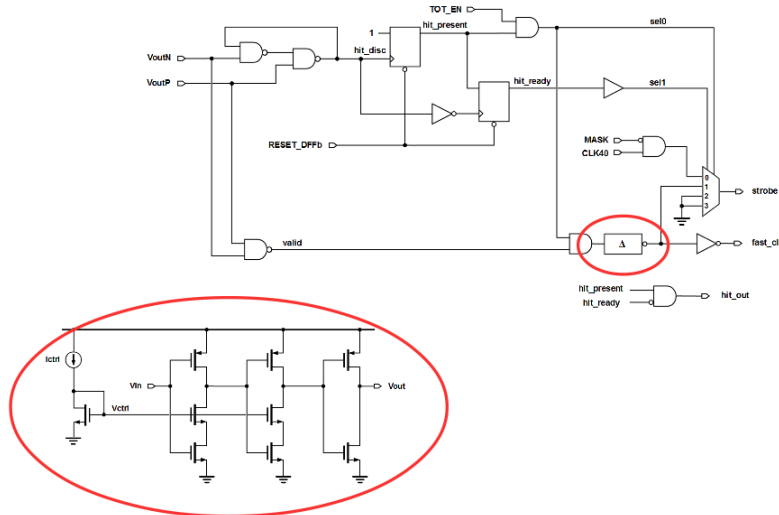 TOT_EN
hit_present
sel0
1
hit_disc
VoutN
VoutP
hit_ready
sel1
RESET_DFFb
MASK
CLK40
0
1
2
3
strobe
valid
Δ
fast_cl
hit_present
hit_ready
hit_out
Ictrl
Vin
Vout
Vctrl